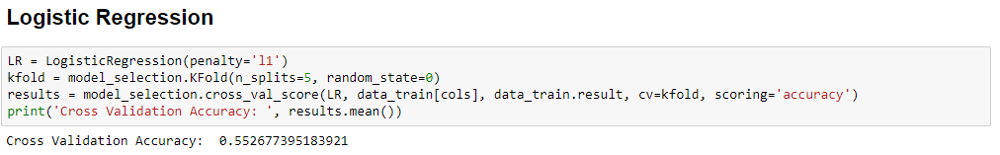 Logistic Regression
LR = LogisticRegression(penalty='l1')
kfold = model_selection.KFold(n_splits=5, random_state=0)
results = model_selection.cross_val_score(LR, data_train[cols], data_train.result, cv=kfold, scoring='accuracy')
print('Cross Validation Accuracy: ', results.mean())
Cross Validation Accuracy:  0.552677395183921